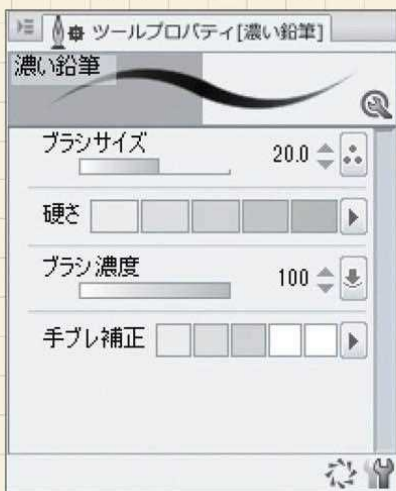 ツールプロパティ[濃い鉛筆]
濃い鉛筆
ブラシサイズ 20.0
硬さ
ブラシ濃度 100
手ブレ補正